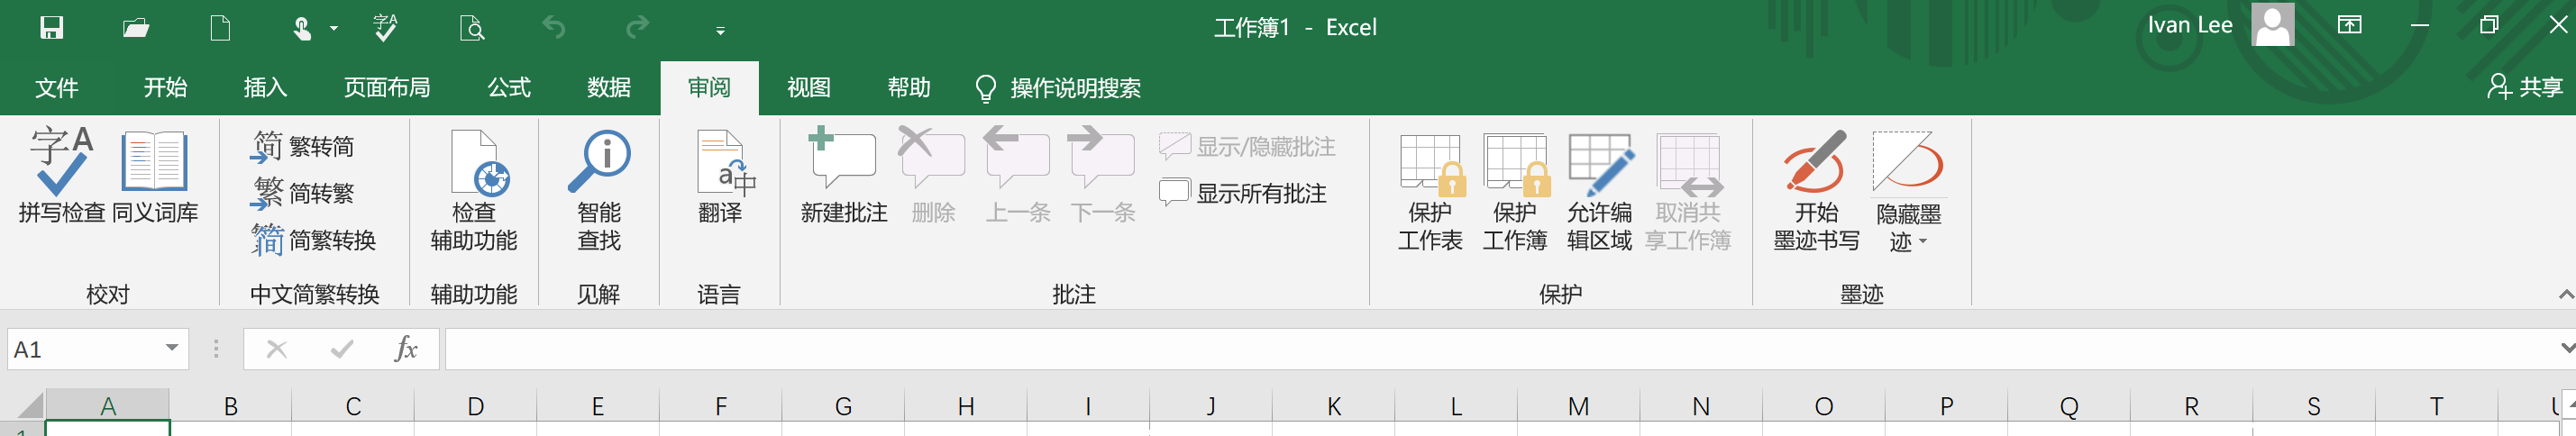 工作簿1 - Excel
Ivan Lee
文件 开始 插入 页面布局 公式 数据 审阅 视图 帮助 操作说明搜索 共享
拼写检查
同义词库
校对
繁转简
简转繁
简繁转换
中文简繁转换
检查
辅助功能
辅助功能
智能
查找
见解
翻译
语言
新建批注
删除
上一条
下一条
显示/隐藏批注
显示所有批注
批注
保护
工作表
保护
工作簿
允许编
辑区域
取消共
享工作簿
保护
开始
墨迹书写
隐藏墨
迹
墨迹
A1
fx
A B C D E F G H I J K L M N O P Q R S T